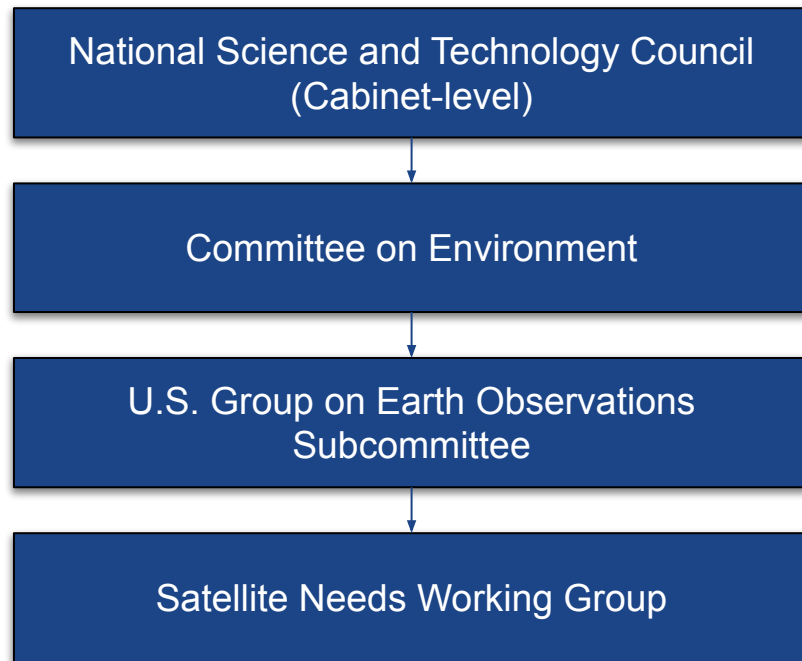 National Science and Technology Council
(Cabinet-level)
Committee on Environment
U.S. Group on Earth Observations
Subcommittee
Satellite Needs Working Group